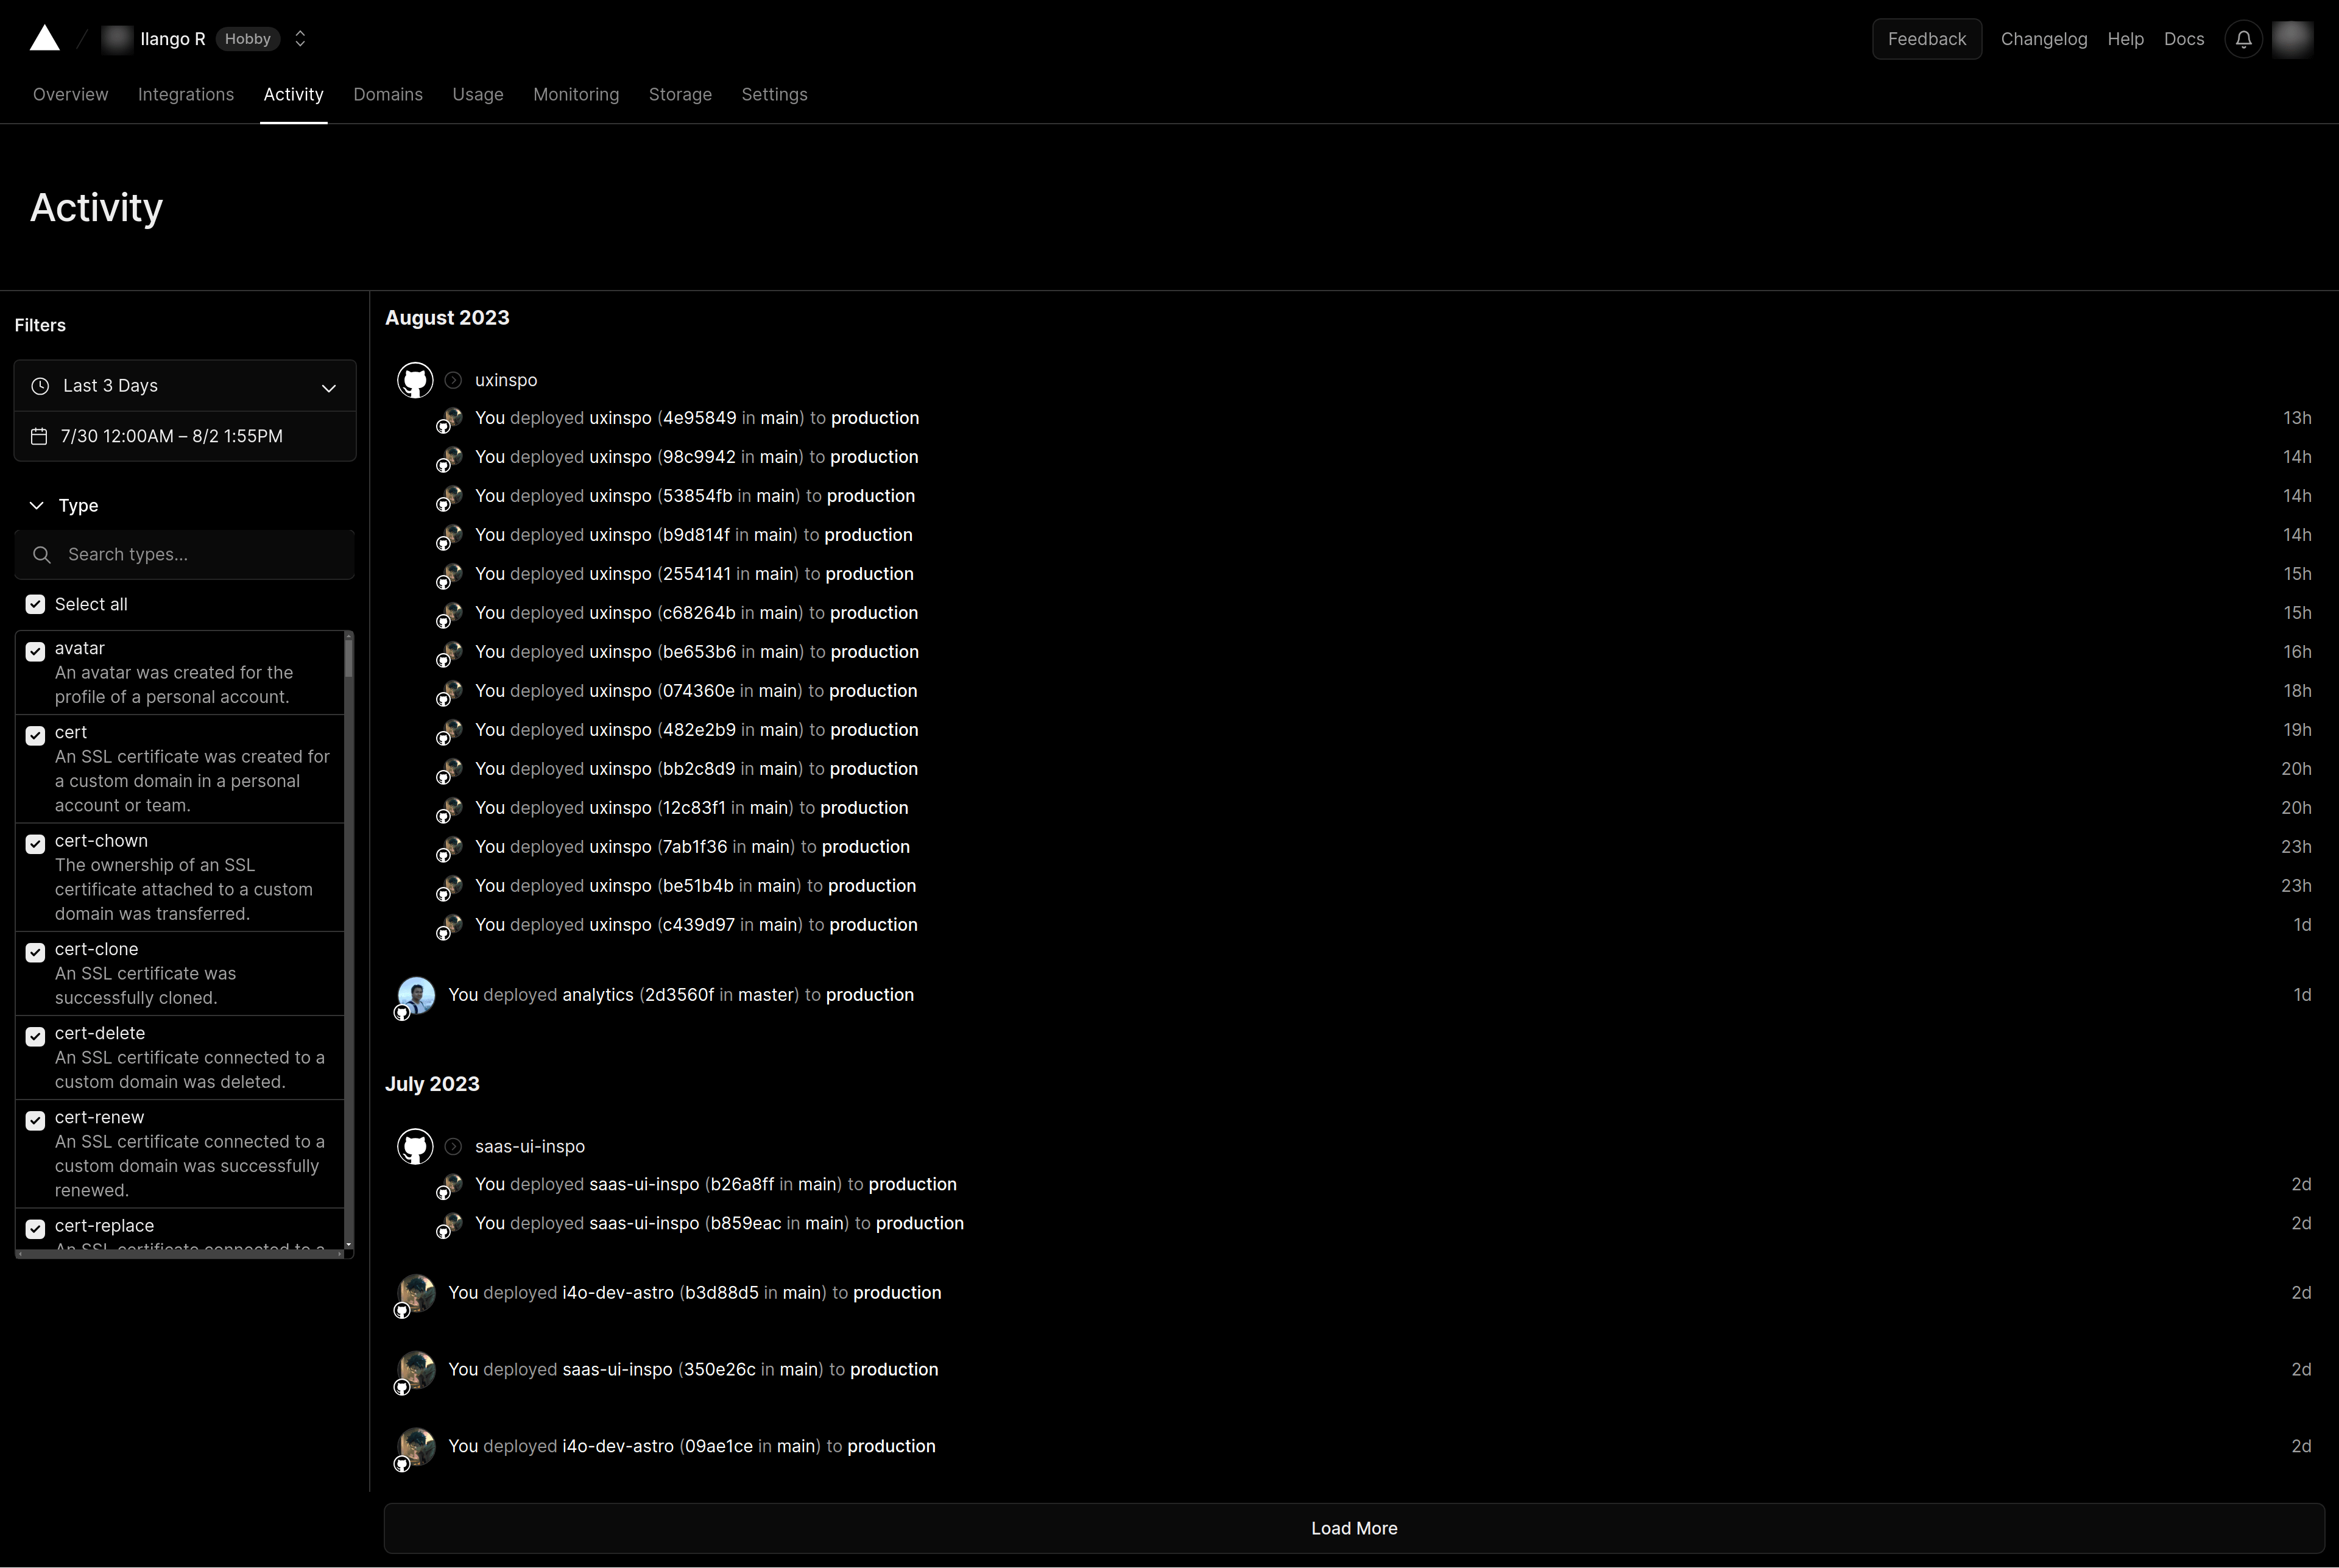 Ilango R Hobby
Feedback Changelog Help Docs
Overview Integrations Activity Domains Usage Monitoring Storage Settings
Activity
Filters
Last 3 Days
7/30 12:00AM – 8/2 1:55PM
Type
Search types...
Select all
avatar
An avatar was created for the
profile of a personal account.
cert
An SSL certificate was created for
a custom domain in a personal
account or team.
cert-chown
The ownership of an SSL
certificate attached to a custom
domain was transferred.
cert-clone
An SSL certificate was
successfully cloned.
cert-delete
An SSL certificate connected to a
custom domain was deleted.
cert-renew
An SSL certificate connected to a
custom domain was successfully
renewed.
cert-replace
An SSL certificate connected to a
August 2023
uxinspo
You deployed uxinspo (4e95849 in main) to production 13h
You deployed uxinspo (98c9942 in main) to production 14h
You deployed uxinspo (53854fb in main) to production 14h
You deployed uxinspo (b9d814f in main) to production 14h
You deployed uxinspo (2554141 in main) to production 15h
You deployed uxinspo (c68264b in main) to production 15h
You deployed uxinspo (be653b6 in main) to production 16h
You deployed uxinspo (074360e in main) to production 18h
You deployed uxinspo (482e2b9 in main) to production 19h
You deployed uxinspo (bb2c8d9 in main) to production 20h
You deployed uxinspo (12c83f1 in main) to production 20h
You deployed uxinspo (7ab1f36 in main) to production 23h
You deployed uxinspo (be51b4b in main) to production 23h
You deployed uxinspo (c439d97 in main) to production 1d
You deployed analytics (2d3560f in master) to production 1d
July 2023
saas-ui-inspo
You deployed saas-ui-inspo (b26a8ff in main) to production 2d
You deployed saas-ui-inspo (b859eac in main) to production 2d
You deployed i4o-dev-astro (b3d88d5 in main) to production 2d
You deployed saas-ui-inspo (350e26c in main) to production 2d
You deployed i4o-dev-astro (09ae1ce in main) to production 2d
Load More